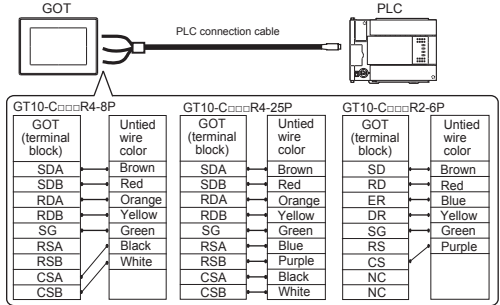 GOT
PLC
PLC connection cable
GT10-C□□□R4-8P
GOT (terminal block) Untied wire color
SDA Brown
SDB Red
RDA Orange
RDB Yellow
SG Green
RSA Black
RSB White
CSA
CSB
GT10-C□□□R4-25P
GOT (terminal block) Untied wire color
SDA Brown
SDB Red
RDA Orange
RDB Yellow
SG Green
RSA Blue
RSB Purple
CSA Black
CSB White
GT10-C□□□R2-6P
GOT (terminal block) Untied wire color
SD Brown
RD Red
ER Blue
DR Yellow
SG Green
RS Purple
CS
NC
NC